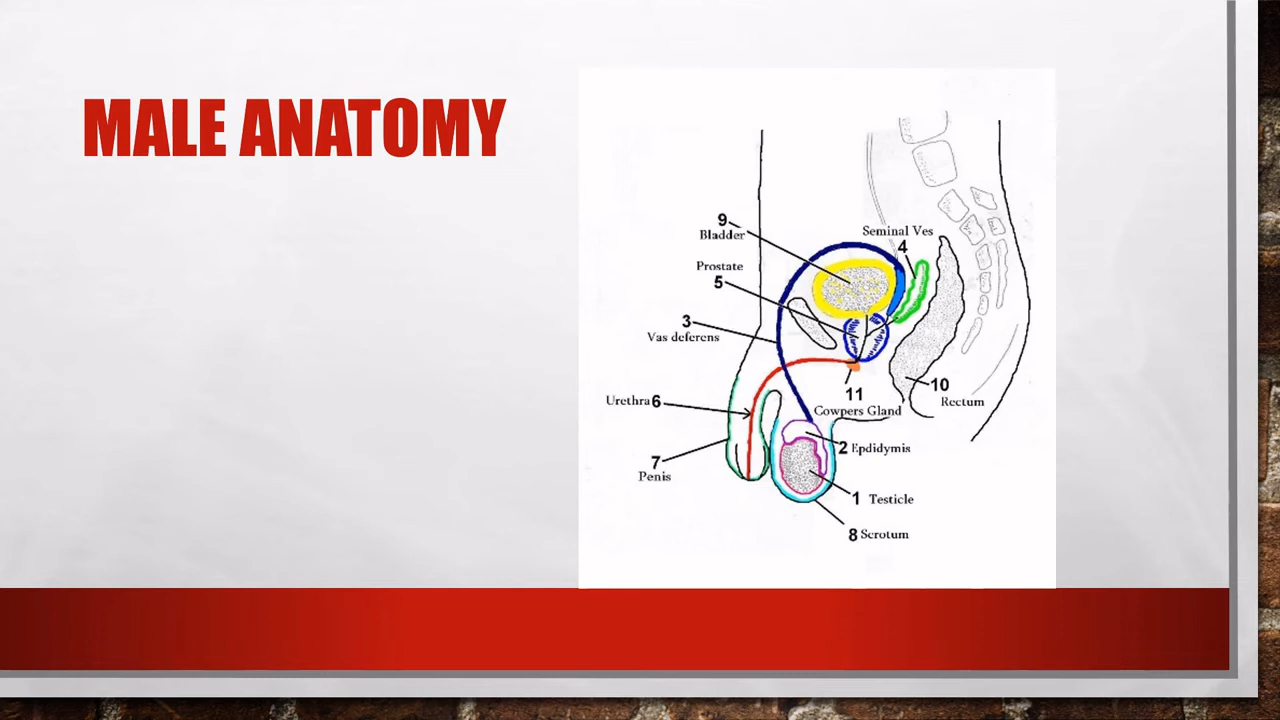 MALE ANATOMY
9
Bladder
Seminal Ves
4
Prostate
5
3
Vas deferens
10
Rectum
11
Cowpers Gland
Urethra 6
2 Epdidymis
7
Penis
1 Testicle
8 Scrotum